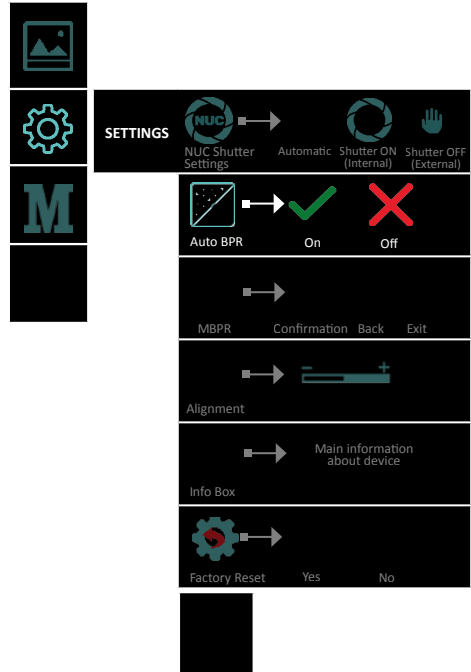 SETTINGS
NUC
NUC Shutter
Settings
Automatic
Shutter ON
(Internal)
Shutter OFF
(External)
Auto BPR
On
Off
M
MBPR
Confirmation
Back
Exit
- +
Alignment
Main information
about device
Info Box
Factory Reset
Yes
No